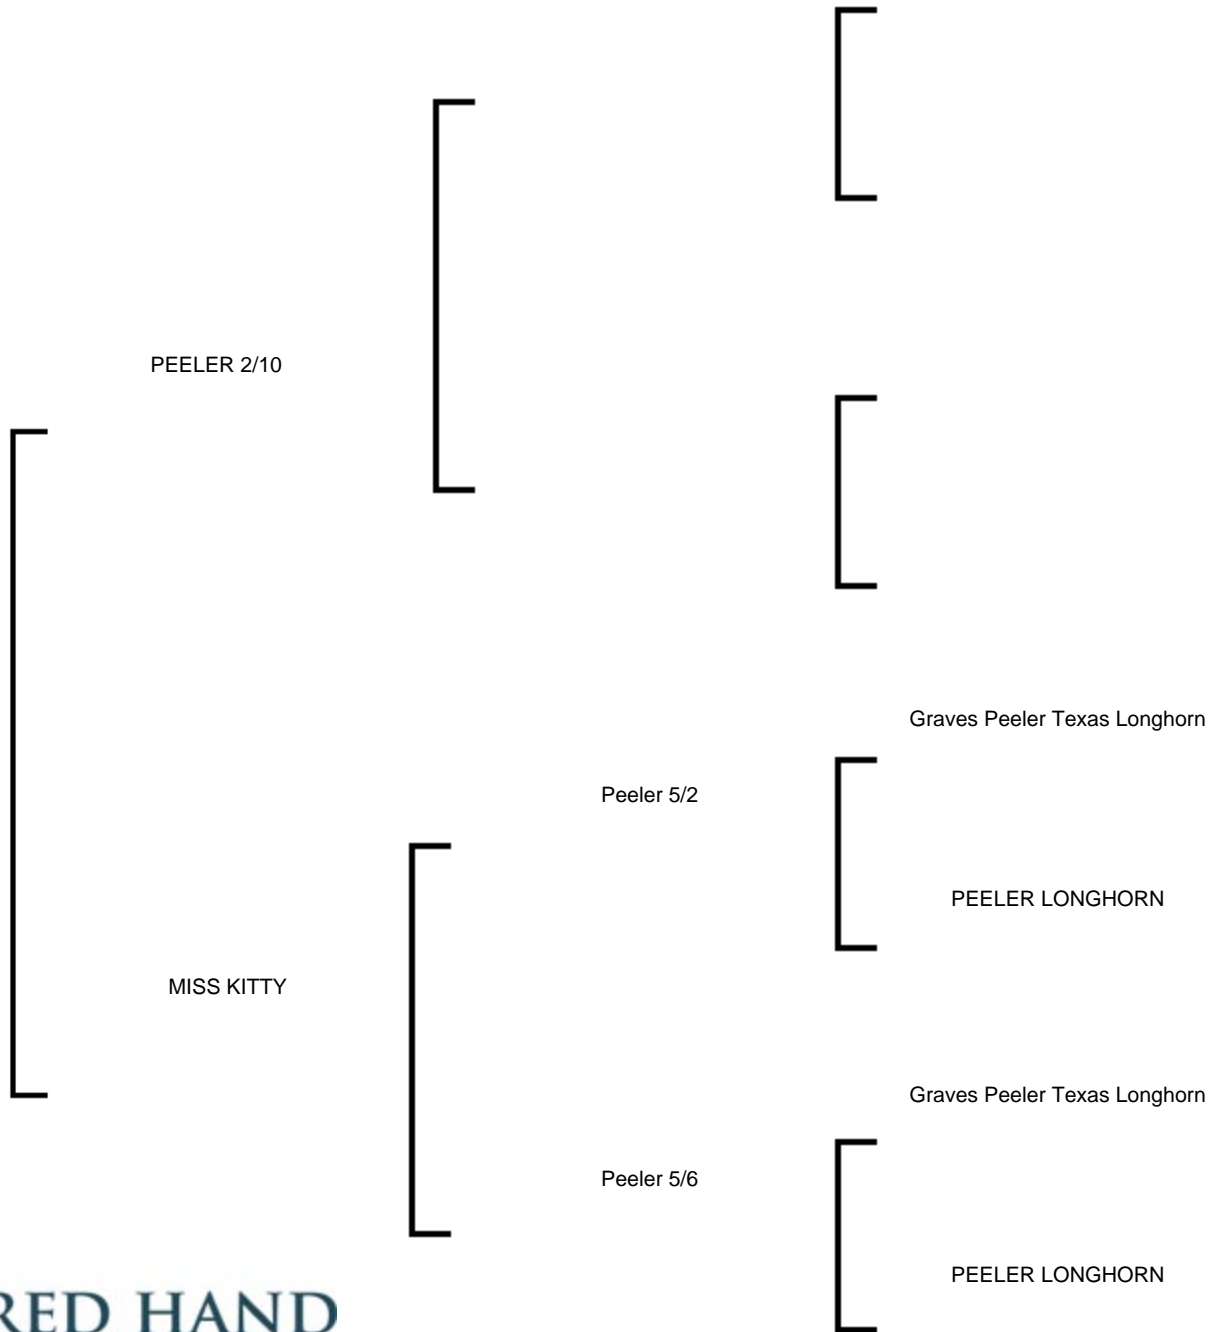 PEELER 2/10
Graves Peeler Texas Longhorn
Peeler 5/2
PEELER LONGHORN
MISS KITTY
Graves Peeler Texas Longhorn
Peeler 5/6
PEELER LONGHORN
RED HAND